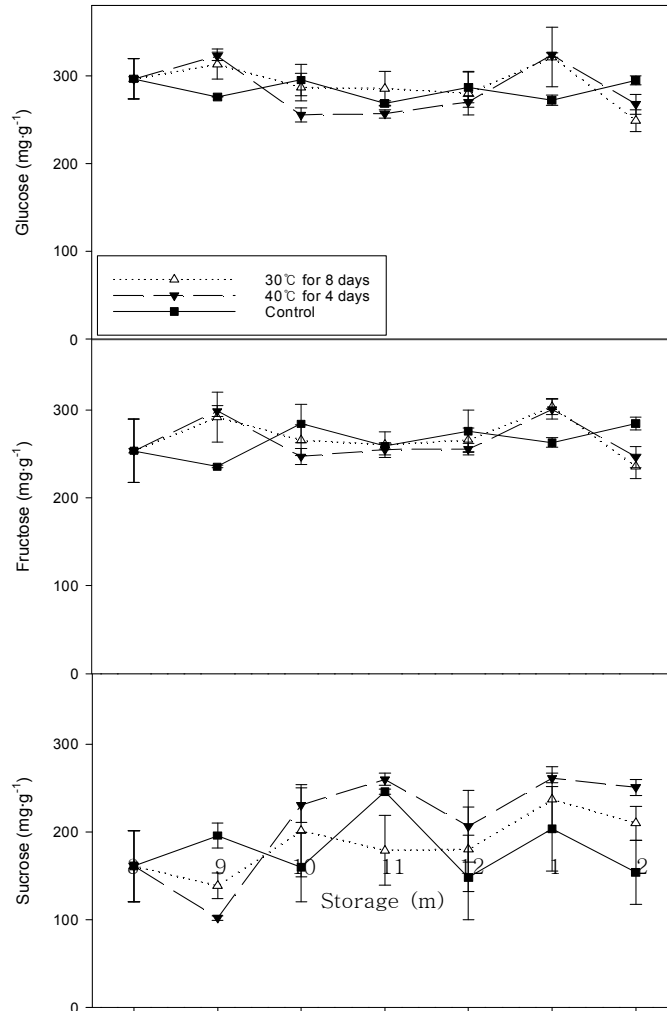 300
200
100
0
Glucose (mg·g⁻¹)
30℃ for 8 days
40℃ for 4 days
Control
300
200
100
0
Fructose (mg·g⁻¹)
300
200
100
0
Sucrose (mg·g⁻¹)
8 9 10 11 12 1 2
Storage (m)